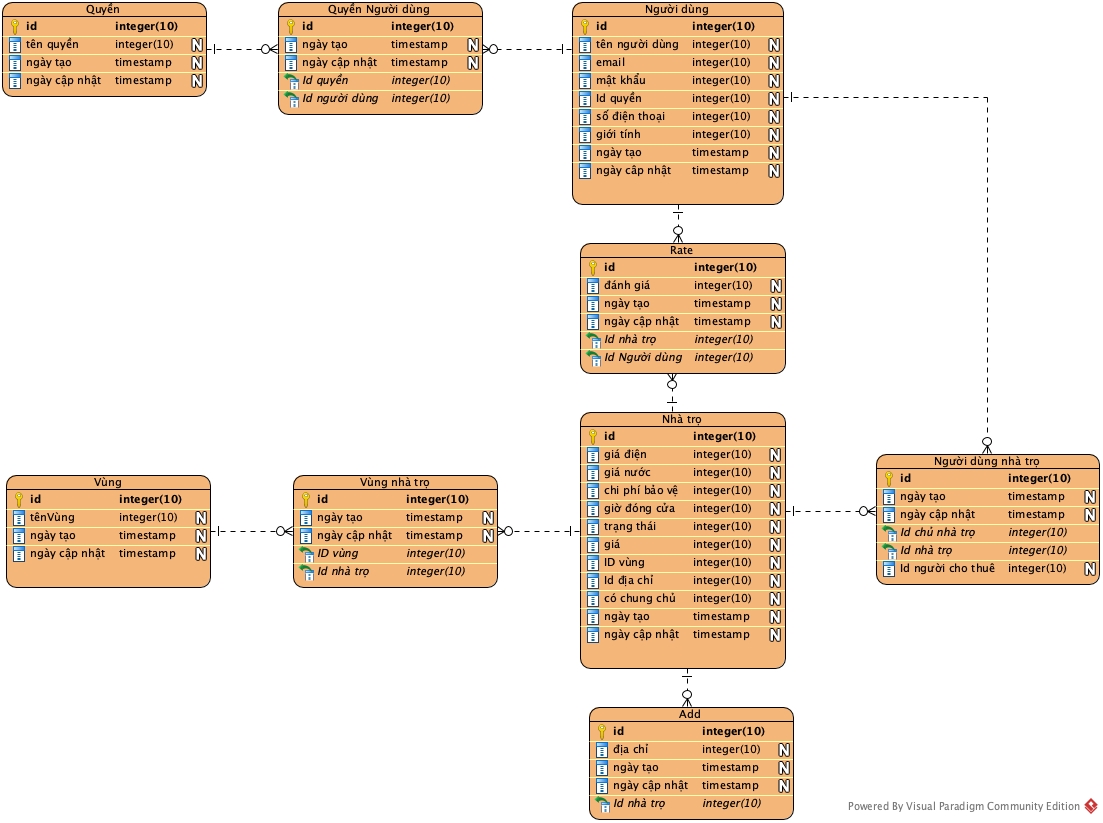 Quyền
id integer(10)
tên quyền integer(10) N
ngày tạo timestamp N
ngày cập nhật timestamp N
Quyền Người dùng
id integer(10)
ngày tạo timestamp N
ngày cập nhật timestamp N
Id quyền integer(10)
Id người dùng integer(10)
Người dùng
id integer(10)
tên người dùng integer(10) N
email integer(10) N
mật khẩu integer(10) N
Id quyền integer(10) N
số điện thoại integer(10) N
giới tính integer(10) N
ngày tạo timestamp N
ngày câp nhật timestamp N
Rate
id integer(10)
đánh giá integer(10) N
ngày tạo timestamp N
ngày cập nhật timestamp N
Id nhà trọ integer(10)
Id Người dùng integer(10)
Nhà trọ
id integer(10)
giá điện integer(10) N
giá nước integer(10) N
chi phí bảo vệ integer(10) N
giờ đóng cửa integer(10) N
trạng thái integer(10) N
giá integer(10) N
ID vùng integer(10) N
Id địa chỉ integer(10) N
có chung chủ integer(10) N
ngày tạo timestamp N
ngày cập nhật timestamp N
Người dùng nhà trọ
id integer(10)
ngày tạo timestamp N
ngày cập nhật timestamp N
Id chủ nhà trọ integer(10)
Id nhà trọ integer(10)
Id người cho thuê integer(10) N
Vùng
id integer(10)
tênVùng integer(10) N
ngày tạo timestamp N
ngày cập nhật timestamp N
Vùng nhà trọ
id integer(10)
ngày tạo timestamp N
ngày cập nhật timestamp N
ID vùng integer(10)
Id nhà trọ integer(10)
Add
id integer(10)
địa chỉ integer(10) N
ngày tạo timestamp N
ngày cập nhật timestamp N
Id nhà trọ integer(10)
Powered By Visual Paradigm Community Edition